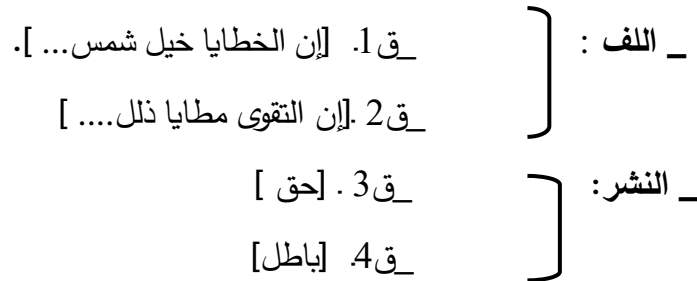 _ اللف : _ق1. [إن الخطايا خيل شمس... ].
_ق2 .[إن التقوى مطايا ذلل.... ]
_ النشر: _ق3 . [حق ]
_ق4. [باطل]